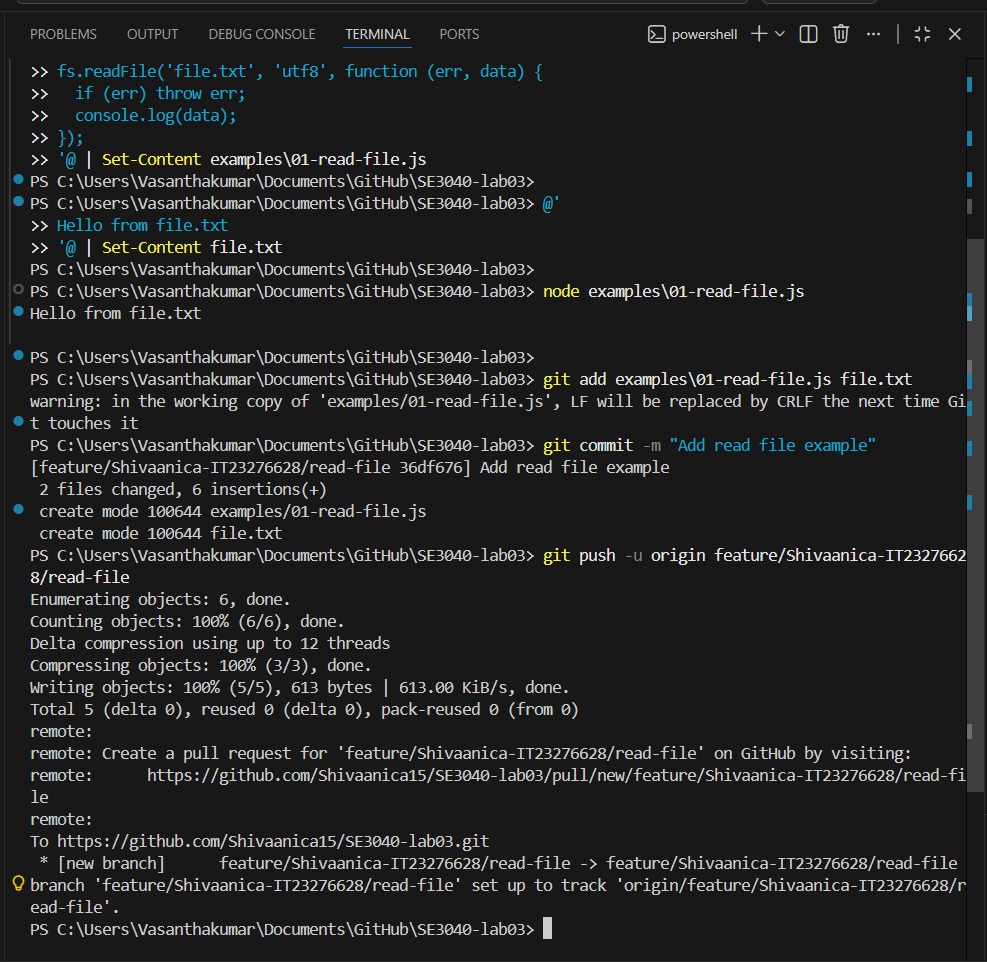 PROBLEMS OUTPUT DEBUG CONSOLE TERMINAL PORTS powershell
>> fs.readFile('file.txt', 'utf8', function (err, data) {
>>   if (err) throw err;
>>   console.log(data);
>> });
>> '@ | Set-Content examples\01-read-file.js
PS C:\Users\Vasanthakumar\Documents\GitHub\SE3040-lab03>
PS C:\Users\Vasanthakumar\Documents\GitHub\SE3040-lab03> @'
>> Hello from file.txt
>> '@ | Set-Content file.txt
PS C:\Users\Vasanthakumar\Documents\GitHub\SE3040-lab03>
PS C:\Users\Vasanthakumar\Documents\GitHub\SE3040-lab03> node examples\01-read-file.js
Hello from file.txt
PS C:\Users\Vasanthakumar\Documents\GitHub\SE3040-lab03>
PS C:\Users\Vasanthakumar\Documents\GitHub\SE3040-lab03> git add examples\01-read-file.js file.txt
warning: in the working copy of 'examples/01-read-file.js', LF will be replaced by CRLF the next time Gi
t touches it
PS C:\Users\Vasanthakumar\Documents\GitHub\SE3040-lab03> git commit -m "Add read file example"
[feature/Shivaanica-IT23276628/read-file 36df676] Add read file example
 2 files changed, 6 insertions(+)
 create mode 100644 examples/01-read-file.js
 create mode 100644 file.txt
PS C:\Users\Vasanthakumar\Documents\GitHub\SE3040-lab03> git push -u origin feature/Shivaanica-IT2327662
8/read-file
Enumerating objects: 6, done.
Counting objects: 100% (6/6), done.
Delta compression using up to 12 threads
Compressing objects: 100% (3/3), done.
Writing objects: 100% (5/5), 613 bytes | 613.00 KiB/s, done.
Total 5 (delta 0), reused 0 (delta 0), pack-reused 0 (from 0)
remote:
remote: Create a pull request for 'feature/Shivaanica-IT23276628/read-file' on GitHub by visiting:
remote:      https://github.com/Shivaanica15/SE3040-lab03/pull/new/feature/Shivaanica-IT23276628/read-fi
le
remote:
To https://github.com/Shivaanica15/SE3040-lab03.git
 * [new branch]      feature/Shivaanica-IT23276628/read-file -> feature/Shivaanica-IT23276628/read-file
branch 'feature/Shivaanica-IT23276628/read-file' set up to track 'origin/feature/Shivaanica-IT23276628/r
ead-file'.
PS C:\Users\Vasanthakumar\Documents\GitHub\SE3040-lab03>